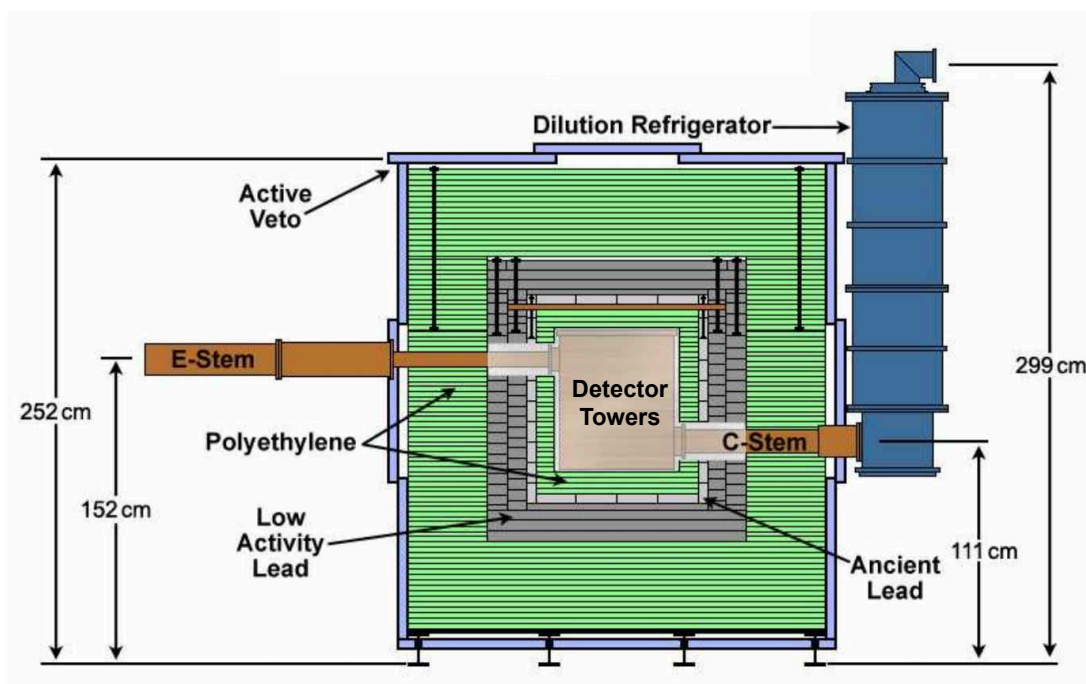 Dilution Refrigerator
Active
Veto
E-Stem
Detector
Towers
299 cm
252 cm
Polyethylene
C-Stem
152 cm
Low
Activity
Lead
111 cm
Ancient
Lead